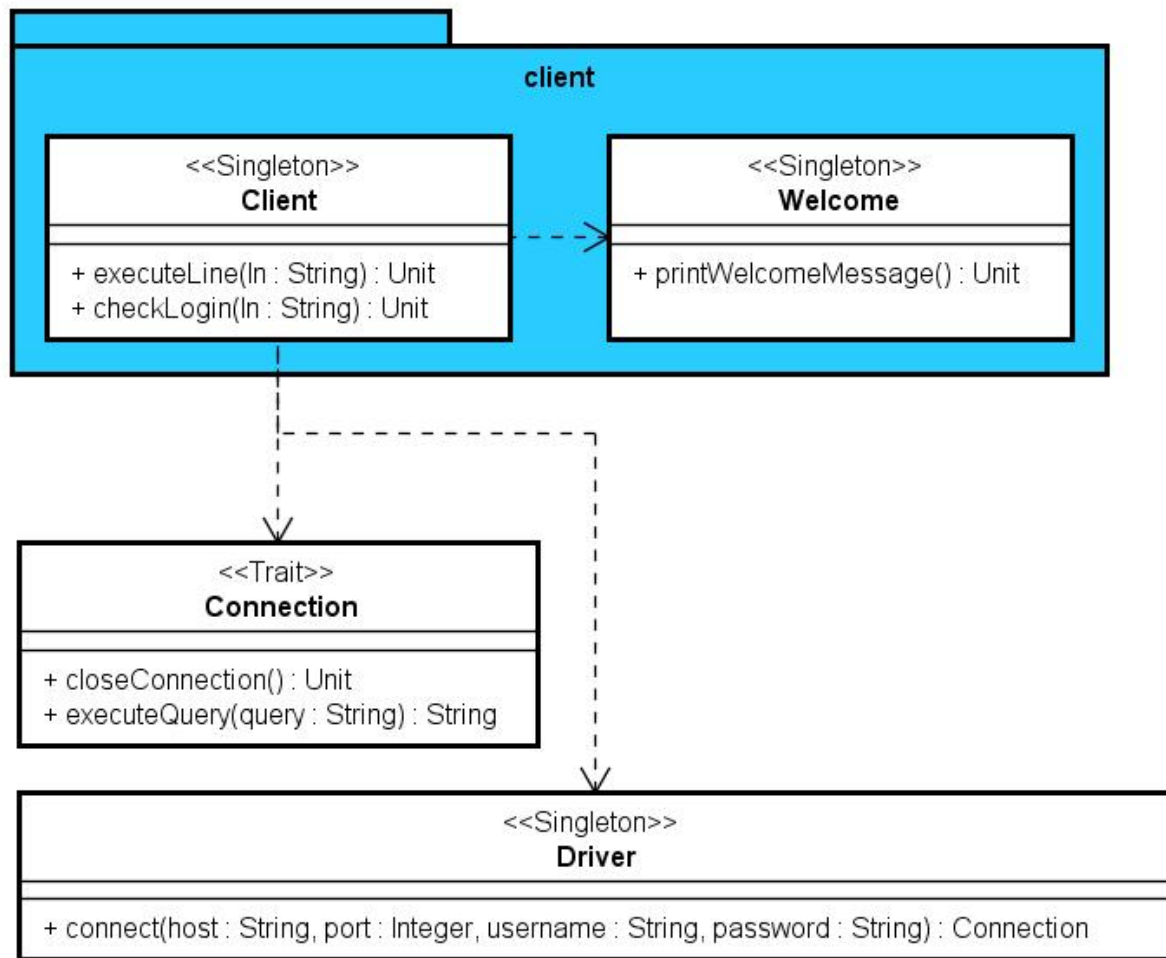 client
<<Singleton>>
Client
+ executeLine(ln : String) : Unit
+ checkLogin(ln : String) : Unit
<<Singleton>>
Welcome
+ printWelcomeMessage() : Unit
<<Trait>>
Connection
+ closeConnection() : Unit
+ executeQuery(query : String) : String
<<Singleton>>
Driver
+ connect(host : String, port : Integer, username : String, password : String) : Connection